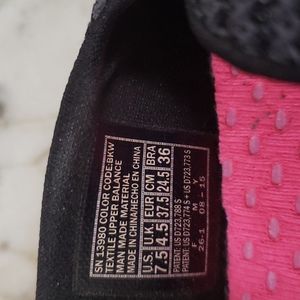 SN 13980 COLOR CODE:BKW
TEXTILE UPPER BALANCE
MAN MADE MATERIAL
MADE IN CHINA/HECHO EN CHINA
U.S. U.K. EUR CM BRA
7.5 4.5 37.5 24.5 36
PATENT: US D723,788 S
PATENT: US D723,774 S - US D723,773 S
M
26-1 08 - 15